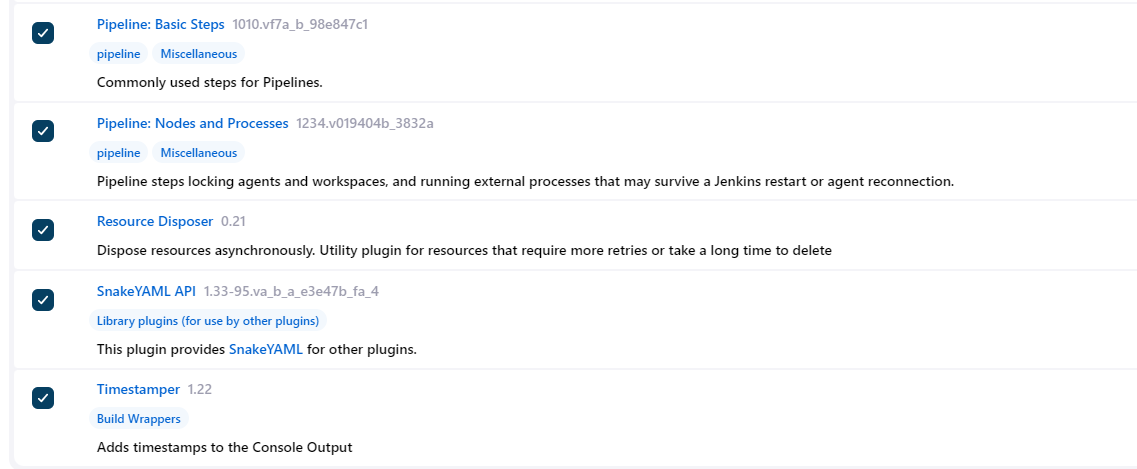 Pipeline: Basic Steps 1010.vf7a_b_98e847c1
pipeline Miscellaneous
Commonly used steps for Pipelines.
Pipeline: Nodes and Processes 1234.v019404b_3832a
pipeline Miscellaneous
Pipeline steps locking agents and workspaces, and running external processes that may survive a Jenkins restart or agent reconnection.
Resource Disposer 0.21
Dispose resources asynchronously. Utility plugin for resources that require more retries or take a long time to delete
SnakeYAML API 1.33-95.va_b_a_e3e47b_fa_4
Library plugins (for use by other plugins)
This plugin provides SnakeYAML for other plugins.
Timestamper 1.22
Build Wrappers
Adds timestamps to the Console Output